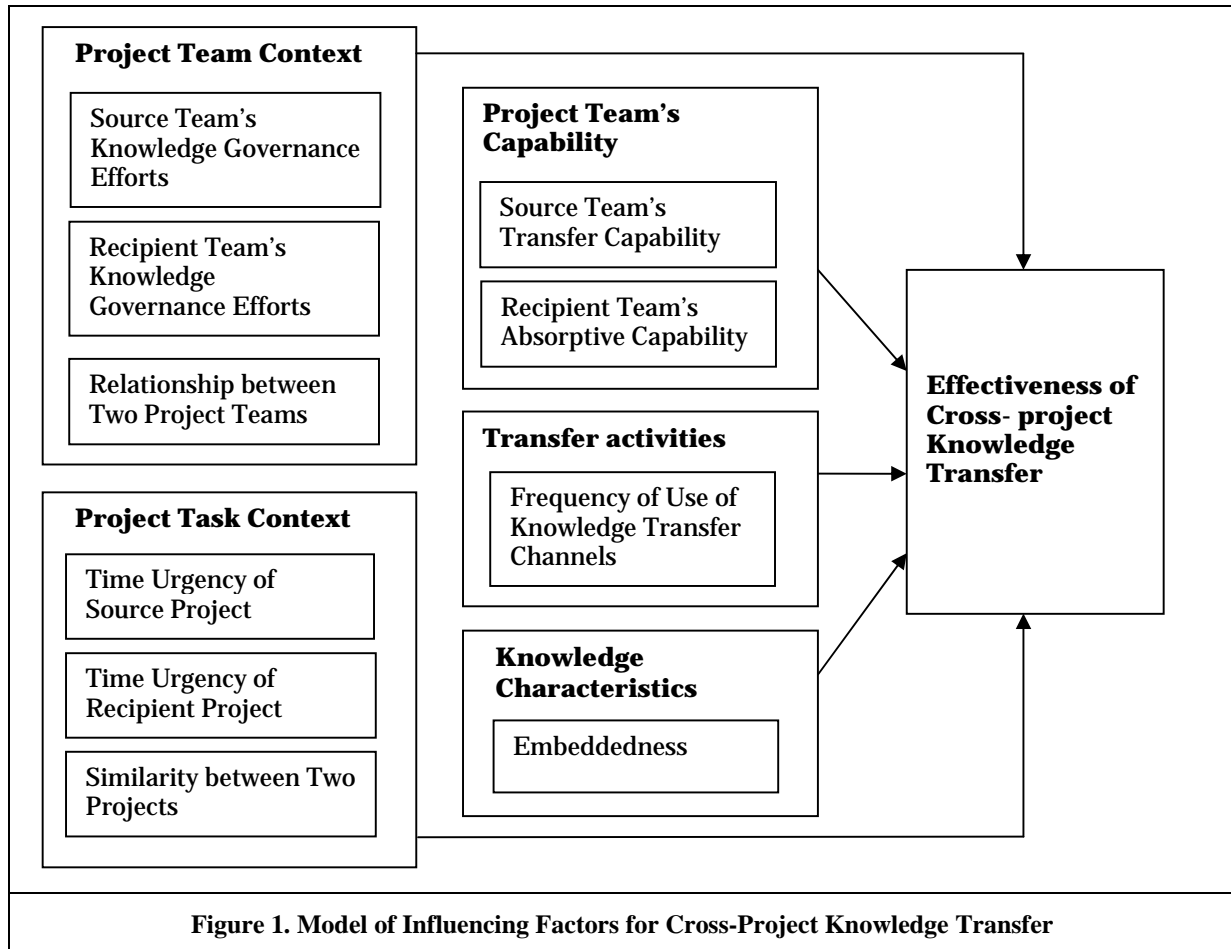 Project Team Context
Source Team's
Knowledge Governance
Efforts
Recipient Team's
Knowledge
Governance Efforts
Relationship between
Two Project Teams
Project Task Context
Time Urgency of
Source Project
Time Urgency of
Recipient Project
Similarity between Two
Projects
Project Team's
Capability
Source Team's
Transfer Capability
Recipient Team's
Absorptive Capability
Transfer activities
Frequency of Use of
Knowledge Transfer
Channels
Knowledge
Characteristics
Embeddedness
Effectiveness of
Cross- project
Knowledge
Transfer
Figure 1. Model of Influencing Factors for Cross-Project Knowledge Transfer